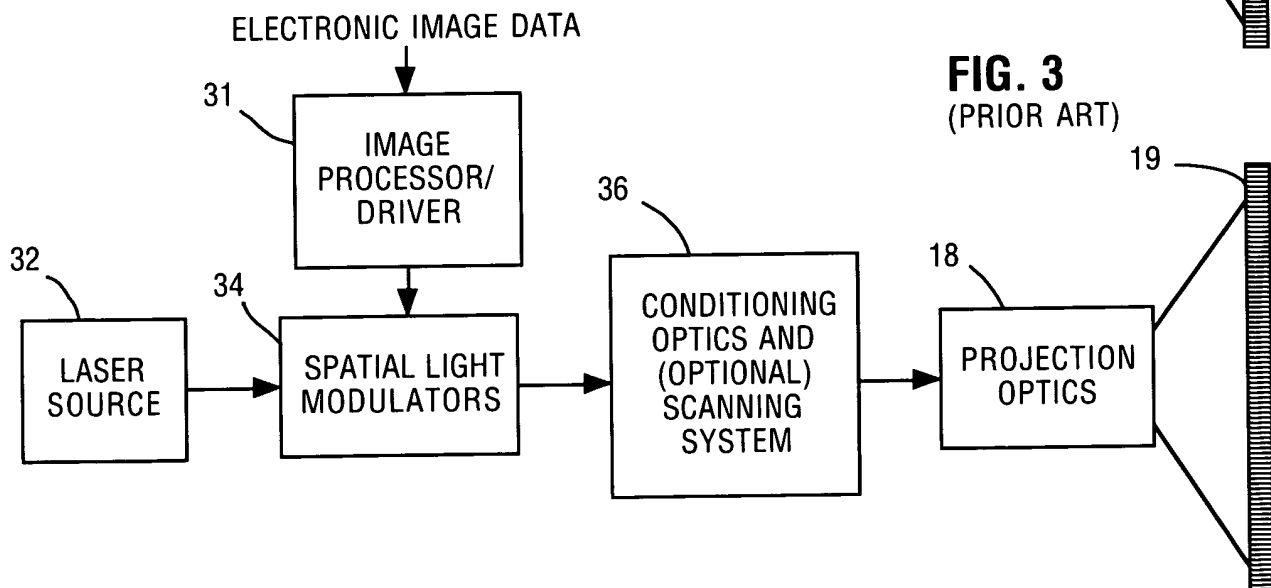 ELECTRONIC IMAGE DATA
FIG. 3
(PRIOR ART)
31
IMAGE
PROCESSOR/
DRIVER
19
36
32
34
18
LASER
SOURCE
SPATIAL LIGHT
MODULATORS
CONDITIONING
OPTICS AND
(OPTIONAL)
SCANNING
SYSTEM
PROJECTION
OPTICS